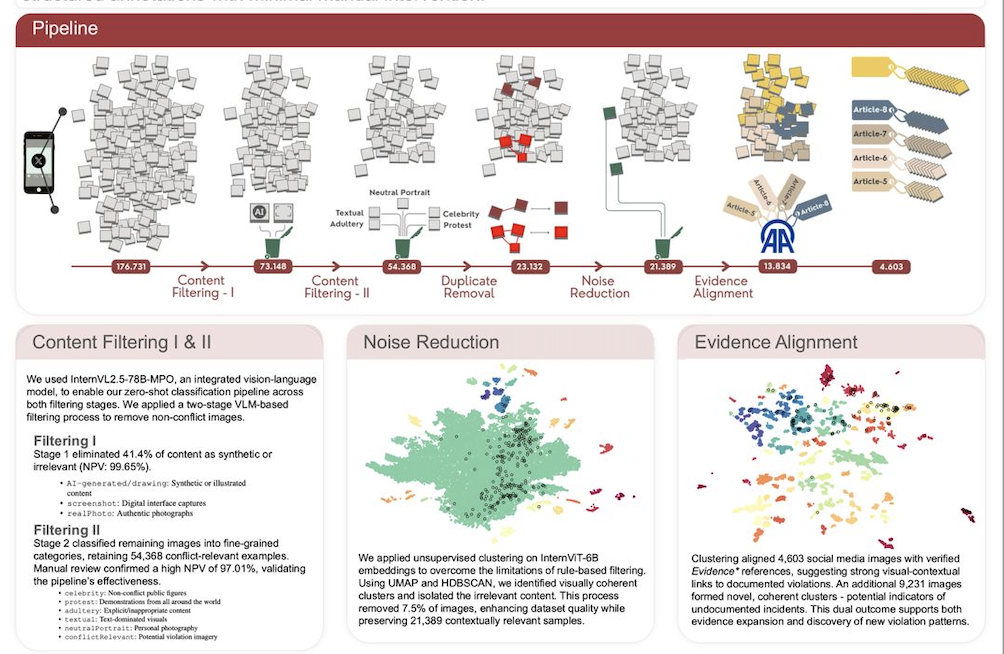 Pipeline
X
AI
Neutral Portrait
Textual
Adultery
Celebrity
Protest
Article-5
Article-6
Article-8
AA
Article-8
Article-7
Article-6
Article-5
176.731
73.148
54.368
23.132
21.389
13.834
4.603
Content
Filtering - I
Content
Filtering - II
Duplicate
Removal
Noise
Reduction
Evidence
Alignment
Content Filtering I & II
We used InternVL2.5-78B-MPO, an integrated vision-language
model, to enable our zero-shot classification pipeline across
both filtering stages. We applied a two-stage VLM-based
filtering process to remove non-conflict images.
Filtering I
Stage 1 eliminated 41.4% of content as synthetic or
irrelevant (NPV: 99.65%).
• AI-generated/drawing: Synthetic or illustrated
content
• screenshot: Digital interface captures
• realPhoto: Authentic photographs
Filtering II
Stage 2 classified remaining images into fine-grained
categories, retaining 54,368 conflict-relevant examples.
Manual review confirmed a high NPV of 97.01%, validating
the pipeline's effectiveness.
• celebrity: Non-conflict public figures
• protest: Demonstrations from all around the world
• adultery: Explicit/inappropriate content
• textual: Text-dominated visuals
• neutralPortrait: Personal photography
• conflictRelevant: Potential violation imagery
Noise Reduction
We applied unsupervised clustering on InternViT-6B
embeddings to overcome the limitations of rule-based filtering.
Using UMAP and HDBSCAN, we identified visually coherent
clusters and isolated the irrelevant content. This process
removed 7.5% of images, enhancing dataset quality while
preserving 21,389 contextually relevant samples.
Evidence Alignment
Clustering aligned 4,603 social media images with verified
Evidence* references, suggesting strong visual-contextual
links to documented violations. An additional 9,231 images
formed novel, coherent clusters - potential indicators of
undocumented incidents. This dual outcome supports both
evidence expansion and discovery of new violation patterns.